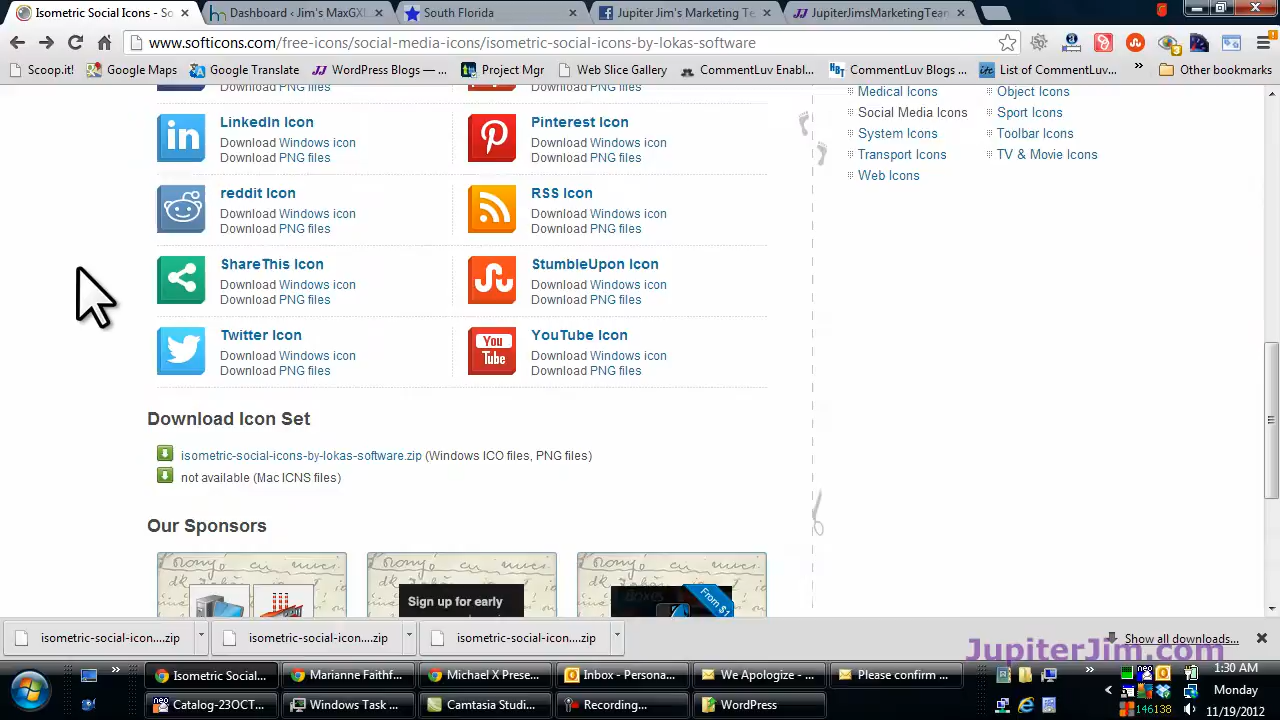 Isometric Social Icons - So
Dashboard - Jim's MaxGXL
South Florida
Jupiter Jim's Marketing Te
JupiterJimsMarketingTean
www.softicons.com/free-icons/social-media-icons/isometric-social-icons-by-lokas-software
Scoop.it!
Google Maps
Google Translate
WordPress Blogs —...
Project Mgr
Web Slice Gallery
CommentLuv Enabl...
CommentLuv Blogs ...
List of CommentLuv...
Other bookmarks
Download PNG files
Download PNG files
Medical Icons
Object Icons
LinkedIn Icon
Download Windows icon
Download PNG files
Pinterest Icon
Download Windows icon
Download PNG files
Social Media Icons
Sport Icons
System Icons
Toolbar Icons
Transport Icons
TV & Movie Icons
Web Icons
reddit Icon
Download Windows icon
Download PNG files
RSS Icon
Download Windows icon
Download PNG files
ShareThis Icon
Download Windows icon
Download PNG files
StumbleUpon Icon
Download Windows icon
Download PNG files
Twitter Icon
Download Windows icon
Download PNG files
You
Tube
YouTube Icon
Download Windows icon
Download PNG files
Download Icon Set
isometric-social-icons-by-lokas-software.zip (Windows ICO files, PNG files)
not available (Mac ICNS files)
Our Sponsors
Sign up for early
From $1
isometric-social-icon....zip
isometric-social-icon....zip
isometric-social-icon....zip
Show all downloads...
JupiterJim.com
Isometric Social...
Marianne Faithf...
Michael X Prese...
Inbox - Persona...
We Apologize - ...
Please confirm ...
1:30 AM
Catalog-23OCT...
Windows Task ...
Camtasia Studi...
Recording...
WordPress
146138
Monday
11/19/2012